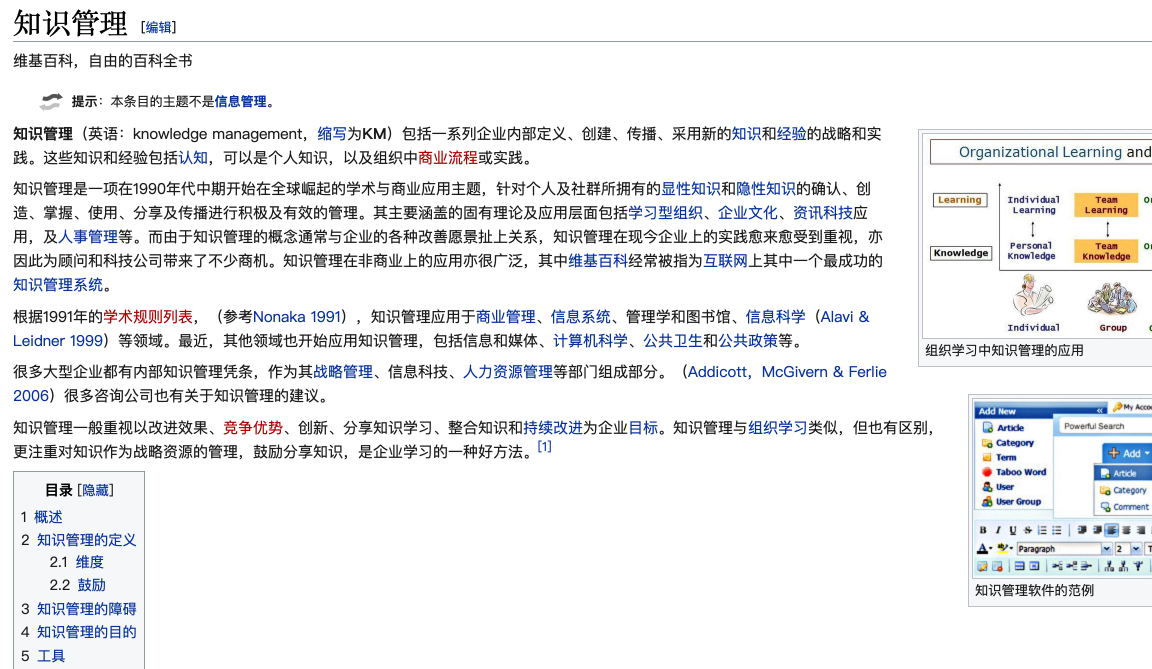 知识管理 [编辑]
维基百科，自由的百科全书
提示：本条目的主题不是信息管理。
知识管理（英语：knowledge management，缩写为KM）包括一系列企业内部定义、创建、传播、采用新的知识和经验的战略和实
践。这些知识和经验包括认知，可以是个人知识，以及组织中商业流程或实践。
知识管理是一项在1990年代中期开始在全球崛起的学术与商业应用主题，针对个人及社群所拥有的显性知识和隐性知识的确认、创
造、掌握、使用、分享及传播进行积极及有效的管理。其主要涵盖的固有理论及应用层面包括学习型组织、企业文化、资讯科技应
用，及人事管理等。而由于知识管理的概念通常与企业的各种改善愿景扯上关系，知识管理在现今企业上的实践愈来愈受到重视，亦
因此为顾问和科技公司带来了不少商机。知识管理在非商业上的应用亦很广泛，其中维基百科经常被指为互联网上其中一个最成功的
知识管理系统。
根据1991年的学术规则列表，（参考Nonaka 1991），知识管理应用于商业管理、信息系统、管理学和图书馆、信息科学（Alavi &
Leidner 1999）等领域。最近，其他领域也开始应用知识管理，包括信息和媒体、计算机科学、公共卫生和公共政策等。
很多大型企业都有内部知识管理凭条，作为其战略管理、信息科技、人力资源管理等部门组成部分。（Addicott，McGivern & Ferlie
2006）很多咨询公司也有关于知识管理的建议。
知识管理一般重视以改进效果、竞争优势、创新、分享知识学习、整合知识和持续改进为企业目标。知识管理与组织学习类似，但也有区别，
更注重对知识作为战略资源的管理，鼓励分享知识，是企业学习的一种好方法。[1]
目录 [隐藏]
1 概述
2 知识管理的定义
2.1 维度
2.2 鼓励
3 知识管理的障碍
4 知识管理的目的
5 工具
Organizational Learning and
Learning
Individual
Learning
Team
Learning
Knowledge
Personal
Knowledge
Team
Knowledge
Individual
Group
组织学习中知识管理的应用
Add New
«
My Acco
Article
Category
Term
Taboo Word
User
User Group
Powerful Search
Add
Article
Category
Comment
B I U S
A
Paragraph
2
T
知识管理软件的范例